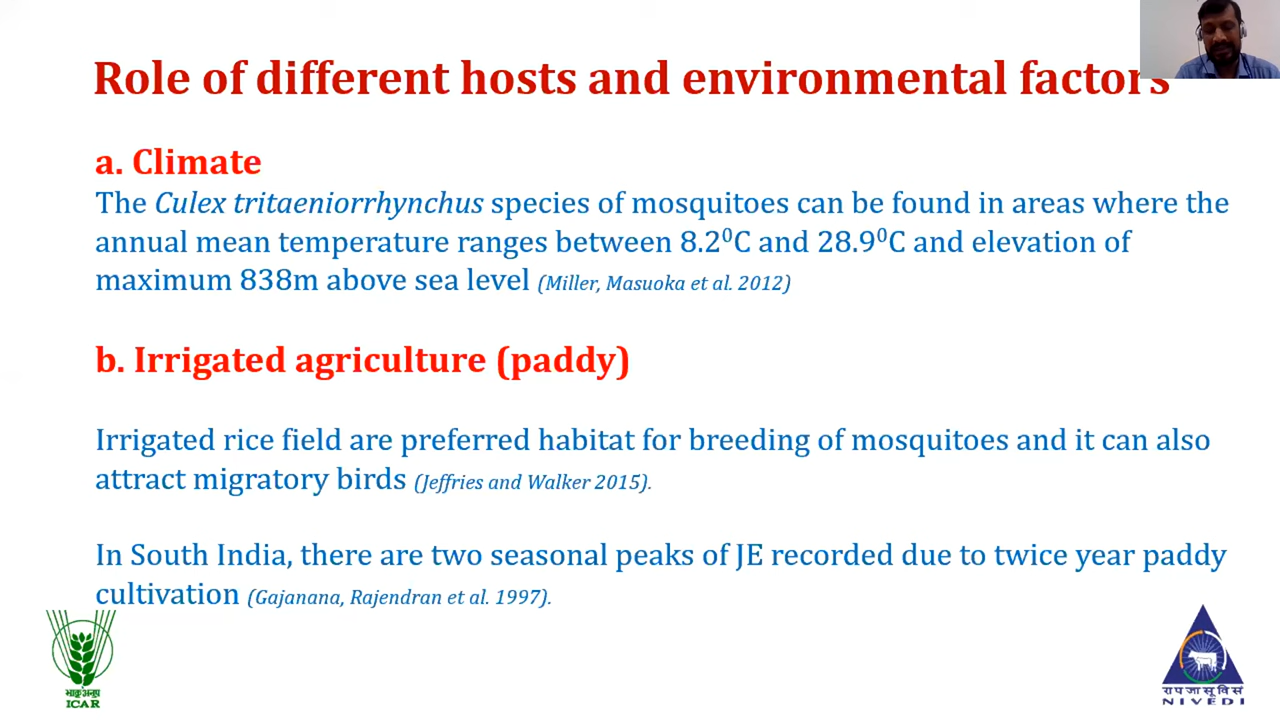 Role of different hosts and environmental factors
a. Climate
The Culex tritaeniorrhynchus species of mosquitoes can be found in areas where the
annual mean temperature ranges between 8.2⁰C and 28.9⁰C and elevation of
maximum 838m above sea level (Miller, Masuoka et al. 2012)
b. Irrigated agriculture (paddy)
Irrigated rice field are preferred habitat for breeding of mosquitoes and it can also
attract migratory birds (Jeffries and Walker 2015).
In South India, there are two seasonal peaks of JE recorded due to twice year paddy
cultivation (Gajanana, Rajendran et al. 1997).
भाकृअनुप
ICAR
रा प जा सू वि सं
NIVEDI